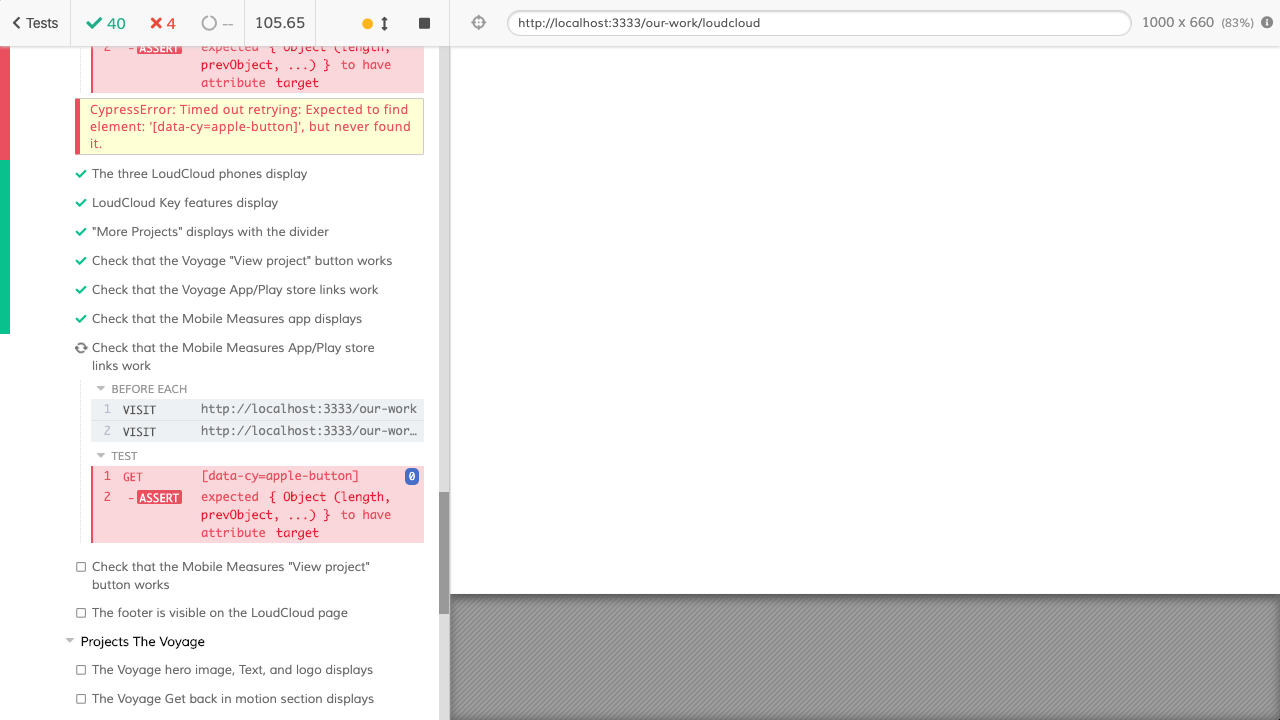 Tests 40 4 -- 105.65
http://localhost:3333/our-work/loudcloud 1000 x 660 (83%)
2 -ASSERT expected { Object (length,
prevObject, ...) } to have
attribute target
CypressError: Timed out retrying: Expected to find
element: '[data-cy=apple-button]', but never found
it.
The three LoudCloud phones display
LoudCloud Key features display
"More Projects" displays with the divider
Check that the Voyage "View project" button works
Check that the Voyage App/Play store links work
Check that the Mobile Measures app displays
Check that the Mobile Measures App/Play store
links work
BEFORE EACH
1 VISIT http://localhost:3333/our-work
2 VISIT http://localhost:3333/our-wor…
TEST
1 GET [data-cy=apple-button] 0
2 -ASSERT expected { Object (length,
prevObject, ...) } to have
attribute target
Check that the Mobile Measures "View project"
button works
The footer is visible on the LoudCloud page
Projects The Voyage
The Voyage hero image, Text, and logo displays
The Voyage Get back in motion section displays